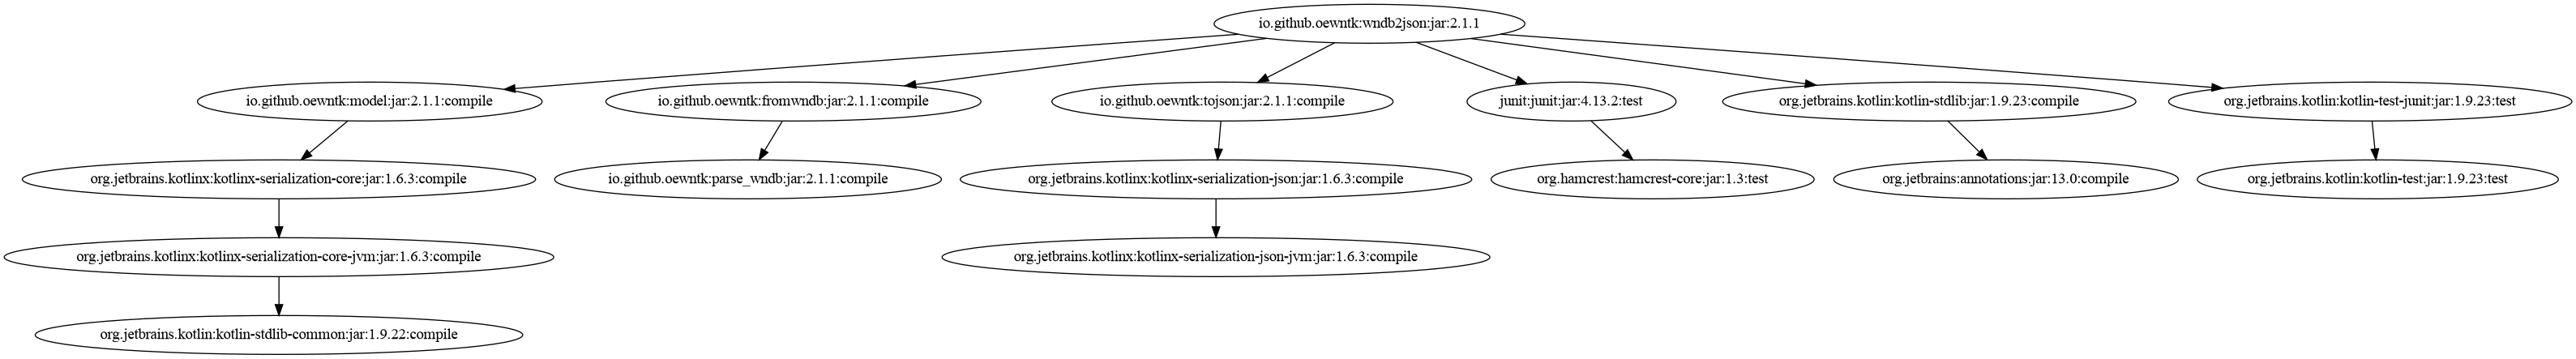 io.github.oewntk:wndb2json:jar:2.1.1
io.github.oewntk:model:jar:2.1.1:compile
io.github.oewntk:fromwndb:jar:2.1.1:compile
io.github.oewntk:tojson:jar:2.1.1:compile
junit:junit:jar:4.13.2:test
org.jetbrains.kotlin:kotlin-stdlib:jar:1.9.23:compile
org.jetbrains.kotlin:kotlin-test-junit:jar:1.9.23:test
org.jetbrains.kotlinx:kotlinx-serialization-core:jar:1.6.3:compile
io.github.oewntk:parse_wndb:jar:2.1.1:compile
org.jetbrains.kotlinx:kotlinx-serialization-json:jar:1.6.3:compile
org.hamcrest:hamcrest-core:jar:1.3:test
org.jetbrains:annotations:jar:13.0:compile
org.jetbrains.kotlin:kotlin-test:jar:1.9.23:test
org.jetbrains.kotlinx:kotlinx-serialization-core-jvm:jar:1.6.3:compile
org.jetbrains.kotlinx:kotlinx-serialization-json-jvm:jar:1.6.3:compile
org.jetbrains.kotlin:kotlin-stdlib-common:jar:1.9.22:compile